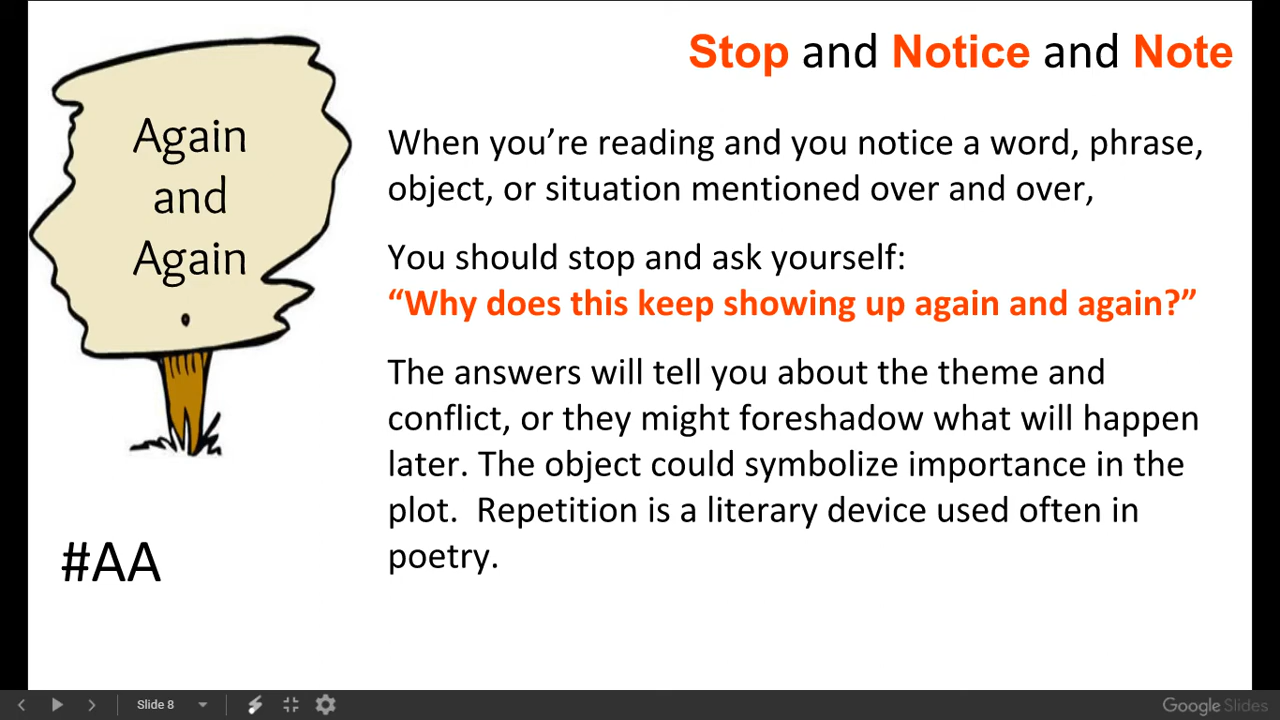 Stop and Notice and Note
Again
and
Again
When you’re reading and you notice a word, phrase,
object, or situation mentioned over and over,
You should stop and ask yourself:
“Why does this keep showing up again and again?”
The answers will tell you about the theme and
conflict, or they might foreshadow what will happen
later. The object could symbolize importance in the
plot.  Repetition is a literary device used often in
poetry.
#AA
Slide 8
Google Slides